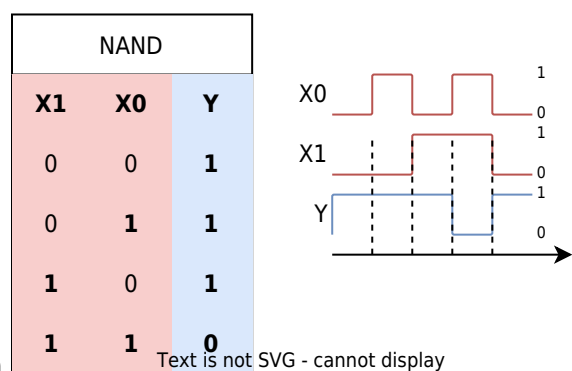 NAND
X1 X0 Y
0 0 1
0 1 1
1 0 1
1 1 0
X0 1 0
X1 1 0
Y 1 0
Text is not SVG - cannot display